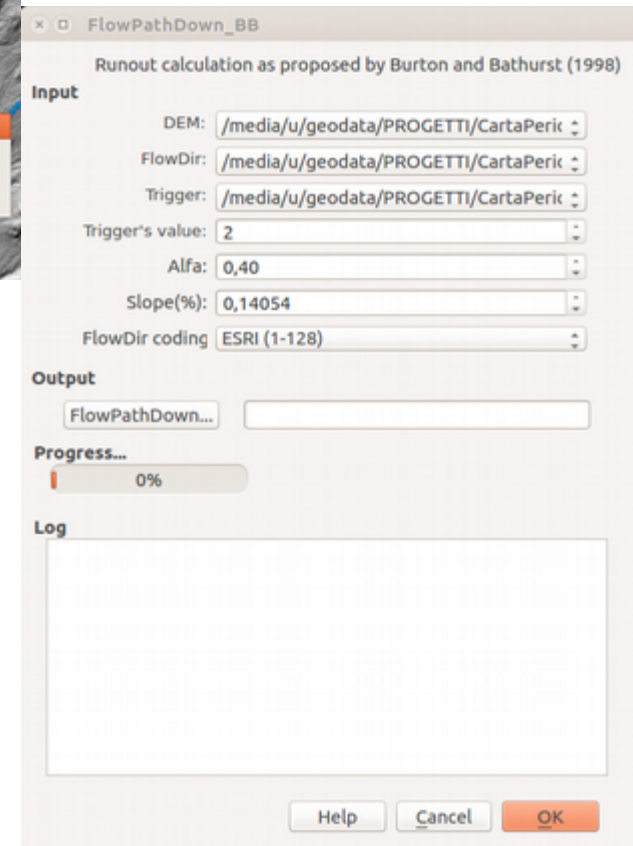 FlowPathDown_BB
Runout calculation as proposed by Burton and Bathurst (1998)
Input
DEM: /media/u/geodata/PROGETTI/CartaPeric
FlowDir: /media/u/geodata/PROGETTI/CartaPeric
Trigger: /media/u/geodata/PROGETTI/CartaPeric
Trigger's value: 2
Alfa: 0,40
Slope(%): 0,14054
FlowDir coding ESRI (1-128)
Output
FlowPathDown...
Progress...
0%
Log
Help Cancel OK